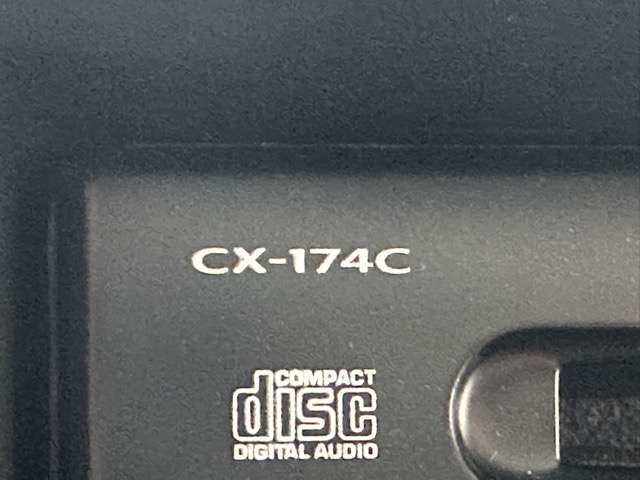 CX-174C
COMPACT
disc
DIGITAL AUDIO